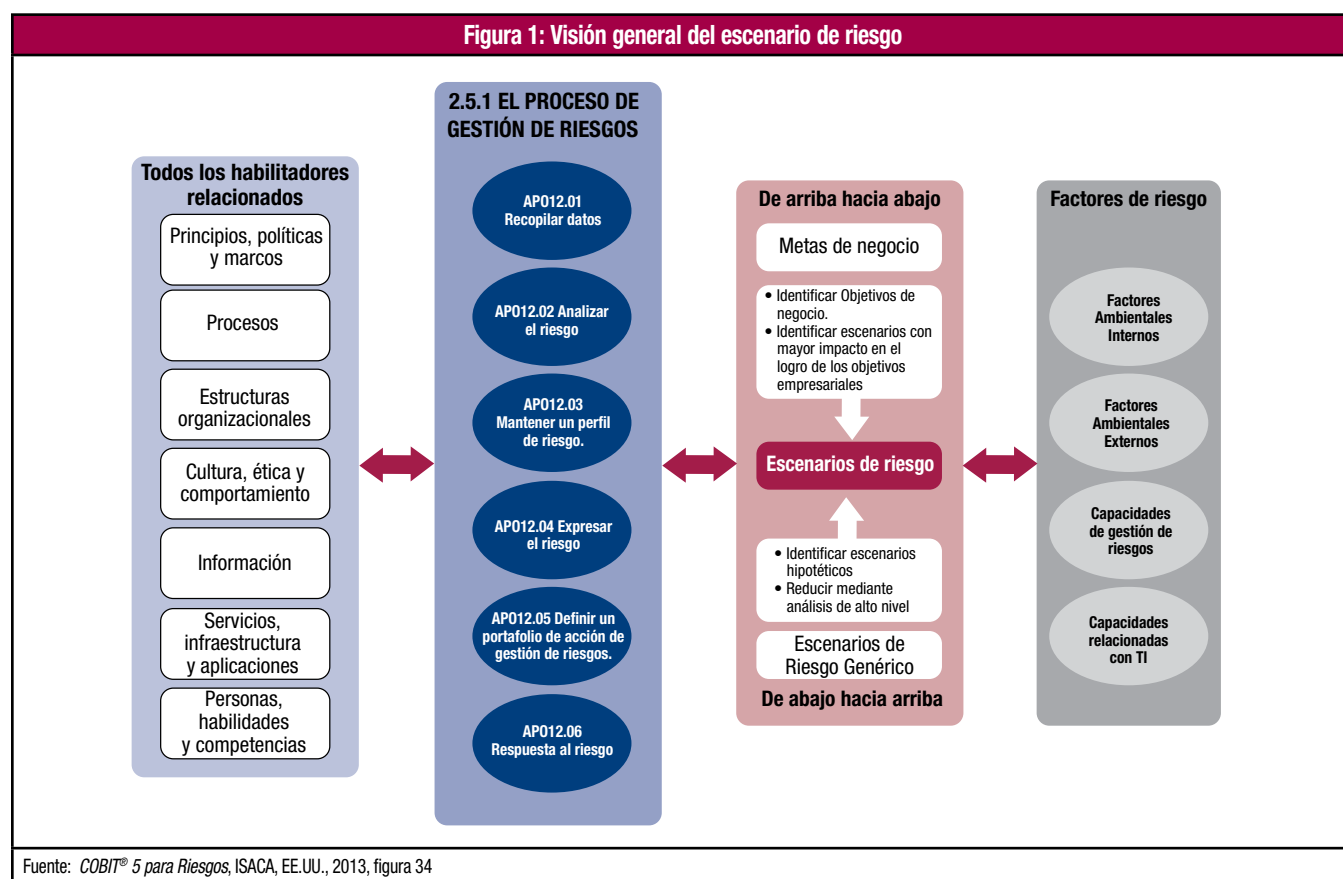 Figura 1: Visión general del escenario de riesgo
Todos los habilitadores
relacionados
Principios, políticas
y marcos
Procesos
Estructuras
organizacionales
Cultura, ética y
comportamiento
Información
Servicios,
infraestructura
y aplicaciones
Personas,
habilidades
y competencias
2.5.1 EL PROCESO DE
GESTIÓN DE RIESGOS
APO12.01
Recopilar datos
APO12.02 Analizar
el riesgo
APO12.03
Mantener un perfil
de riesgo.
APO12.04 Expresar
el riesgo
APO12.05 Definir un
portafolio de acción de
gestión de riesgos.
APO12.06
Respuesta al riesgo
De arriba hacia abajo
Metas de negocio
• Identificar Objetivos de
negocio.
• Identificar escenarios con
mayor impacto en el
logro de los objetivos
empresariales
Escenarios de riesgo
• Identificar escenarios
hipotéticos
• Reducir mediante
análisis de alto nivel
Escenarios de
Riesgo Genérico
De abajo hacia arriba
Factores de riesgo
Factores
Ambientales
Internos
Factores
Ambientales
Externos
Capacidades
de gestión de
riesgos
Capacidades
relacionadas
con TI
Fuente: COBIT® 5 para Riesgos, ISACA, EE.UU., 2013, figura 34